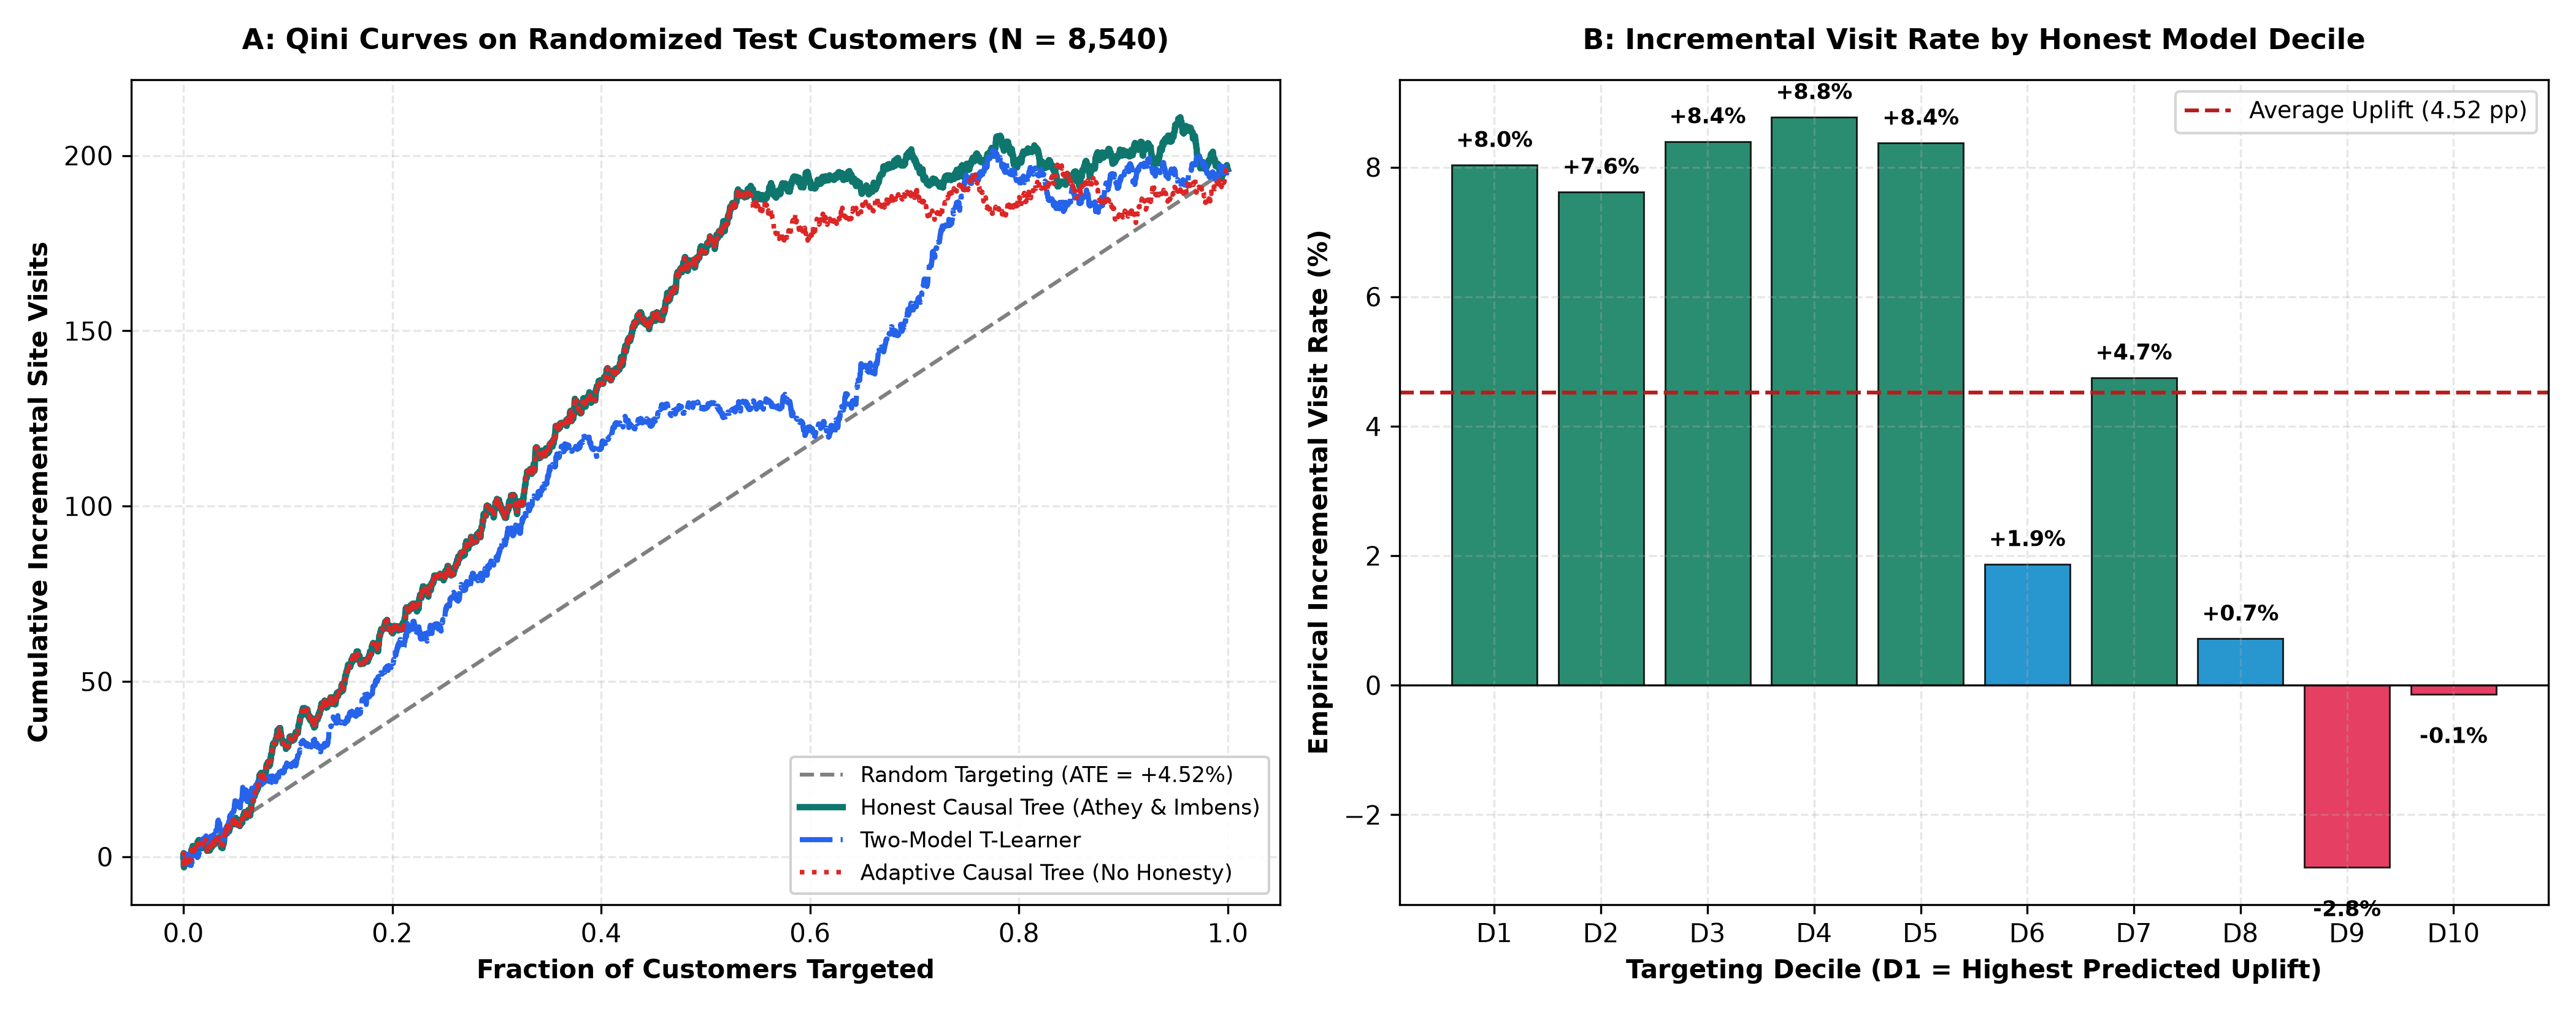 A: Qini Curves on Randomized Test Customers (N = 8,540)
Cumulative Incremental Site Visits
200
150
100
50
0
0.0
0.2
0.4
0.6
0.8
1.0
Fraction of Customers Targeted
Random Targeting (ATE = +4.52%)
Honest Causal Tree (Athey & Imbens)
Two-Model T-Learner
Adaptive Causal Tree (No Honesty)
B: Incremental Visit Rate by Honest Model Decile
Empirical Incremental Visit Rate (%)
8
6
4
2
0
−2
Average Uplift (4.52 pp)
+8.0%
+7.6%
+8.4%
+8.8%
+8.4%
+1.9%
+4.7%
+0.7%
-2.8%
-0.1%
D1
D2
D3
D4
D5
D6
D7
D8
D9
D10
Targeting Decile (D1 = Highest Predicted Uplift)